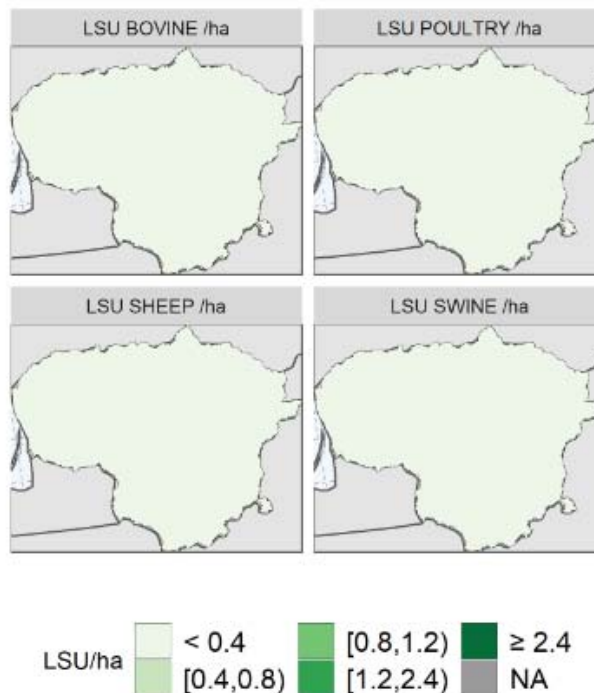 LSU BOVINE /ha
LSU POULTRY /ha
LSU SHEEP /ha
LSU SWINE /ha
LSU/ha
< 0.4
[0.4,0.8)
[0.8,1.2)
[1.2,2.4)
≥ 2.4
NA